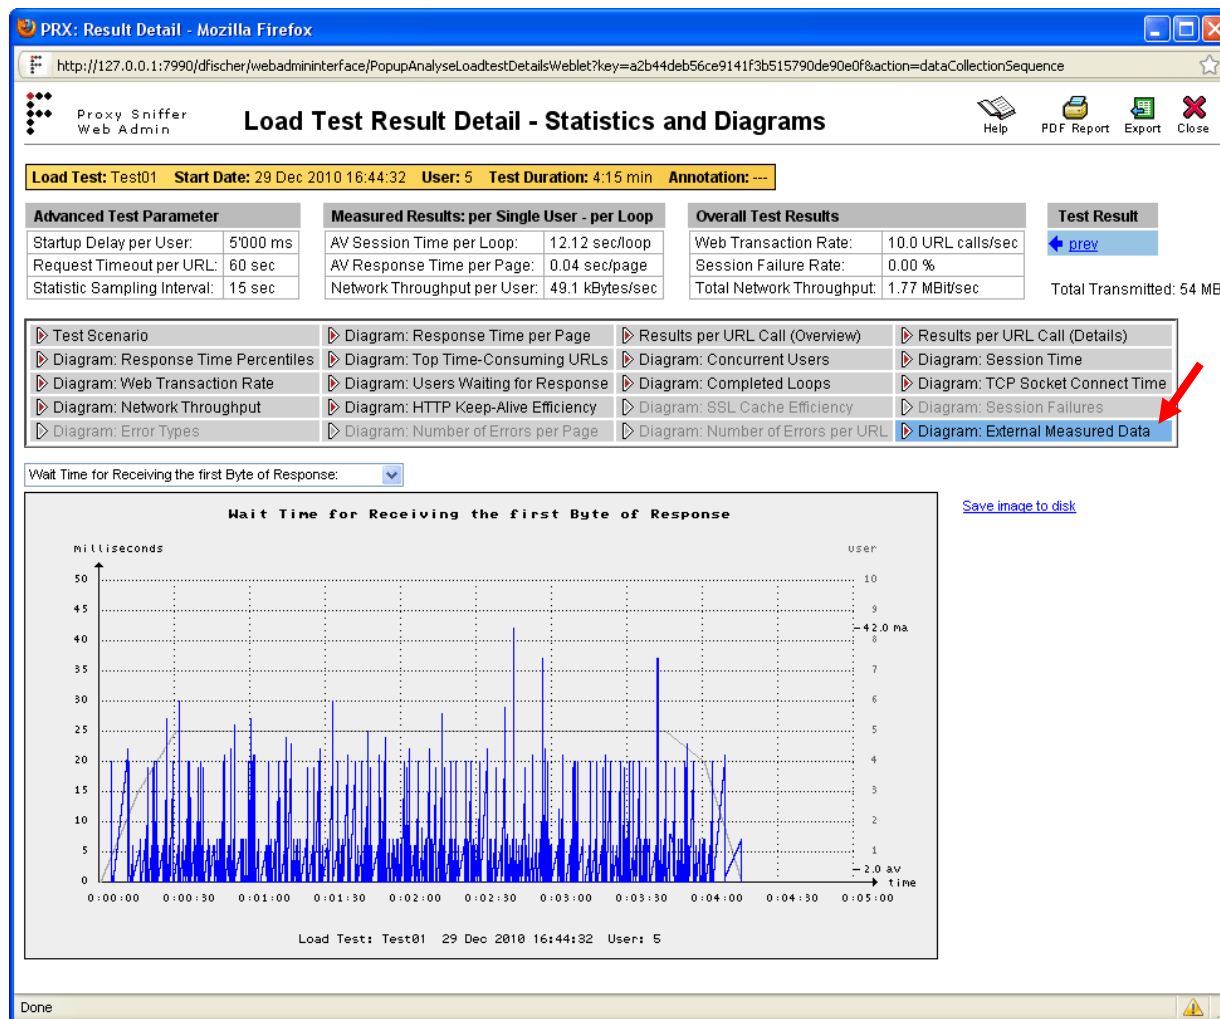 PRX: Result Detail - Mozilla Firefox
http://127.0.0.1:7990/dfischer/webadmininterface/PopupAnalyseLoadtestDetailsWeblet?key=a2b44deb56ce9141f3b515790de90e0f&action=dataCollectionSequence
Proxy Sniffer
Web Admin
Load Test Result Detail - Statistics and Diagrams
Help PDF Report Export Close
Load Test: Test01 Start Date: 29 Dec 2010 16:44:32 User: 5 Test Duration: 4:15 min Annotation: ---
Advanced Test Parameter
Startup Delay per User: 5'000 ms
Request Timeout per URL: 60 sec
Statistic Sampling Interval: 15 sec
Measured Results: per Single User - per Loop
AV Session Time per Loop: 12.12 sec/loop
AV Response Time per Page: 0.04 sec/page
Network Throughput per User: 49.1 kBytes/sec
Overall Test Results
Web Transaction Rate: 10.0 URL calls/sec
Session Failure Rate: 0.00 %
Total Network Throughput: 1.77 MBit/sec
Test Result
prev
Total Transmitted: 54 MB
Test Scenario Diagram: Response Time per Page Results per URL Call (Overview) Results per URL Call (Details)
Diagram: Response Time Percentiles Diagram: Top Time-Consuming URLs Diagram: Concurrent Users Diagram: Session Time
Diagram: Web Transaction Rate Diagram: Users Waiting for Response Diagram: Completed Loops Diagram: TCP Socket Connect Time
Diagram: Network Throughput Diagram: HTTP Keep-Alive Efficiency Diagram: SSL Cache Efficiency Diagram: Session Failures
Diagram: Error Types Diagram: Number of Errors per Page Diagram: Number of Errors per URL Diagram: External Measured Data
Wait Time for Receiving the first Byte of Response:
Save image to disk
Wait Time for Receiving the first Byte of Response
milliseconds user
50 10
45 9
42.0 ma
40 8
35 7
30 6
25 5
20 4
15 3
10 2
5 1
2.0 av
0 time
0:00:00 0:00:30 0:01:00 0:01:30 0:02:00 0:02:30 0:03:00 0:03:30 0:04:00 0:04:30 0:05:00
Load Test: Test01 29 Dec 2010 16:44:32 User: 5
Done